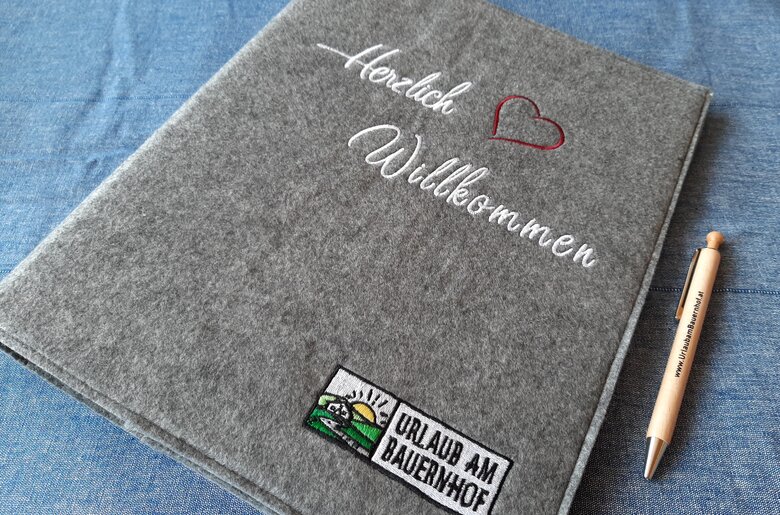 Herzlich
Willkommen
URLAUB AM
BAUERNHOF
www.UrlaubamBauernhof.at